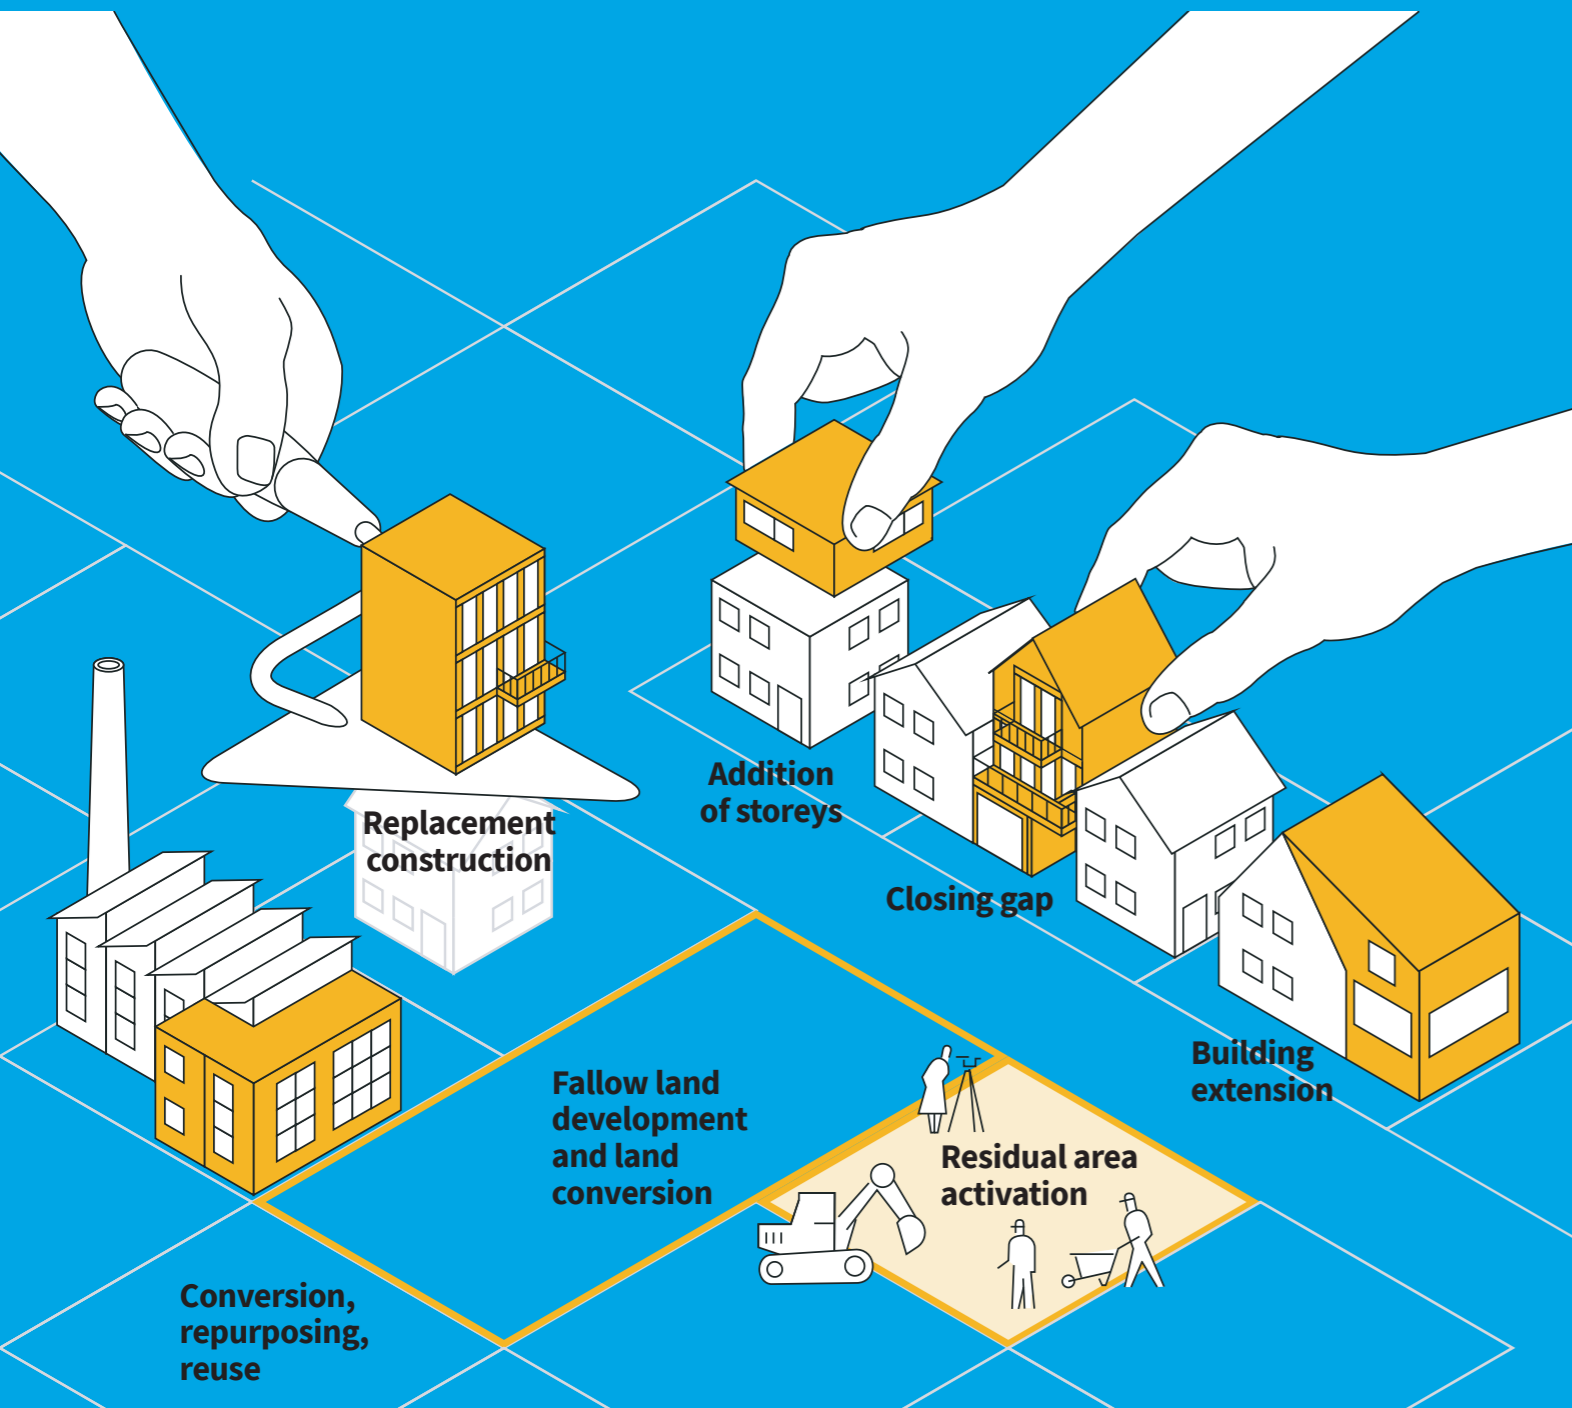 Addition
of storeys
Replacement
construction
Closing gap
Building
extension
Fallow land
development
and land
conversion
Residual area
activation
Conversion,
repurposing,
reuse